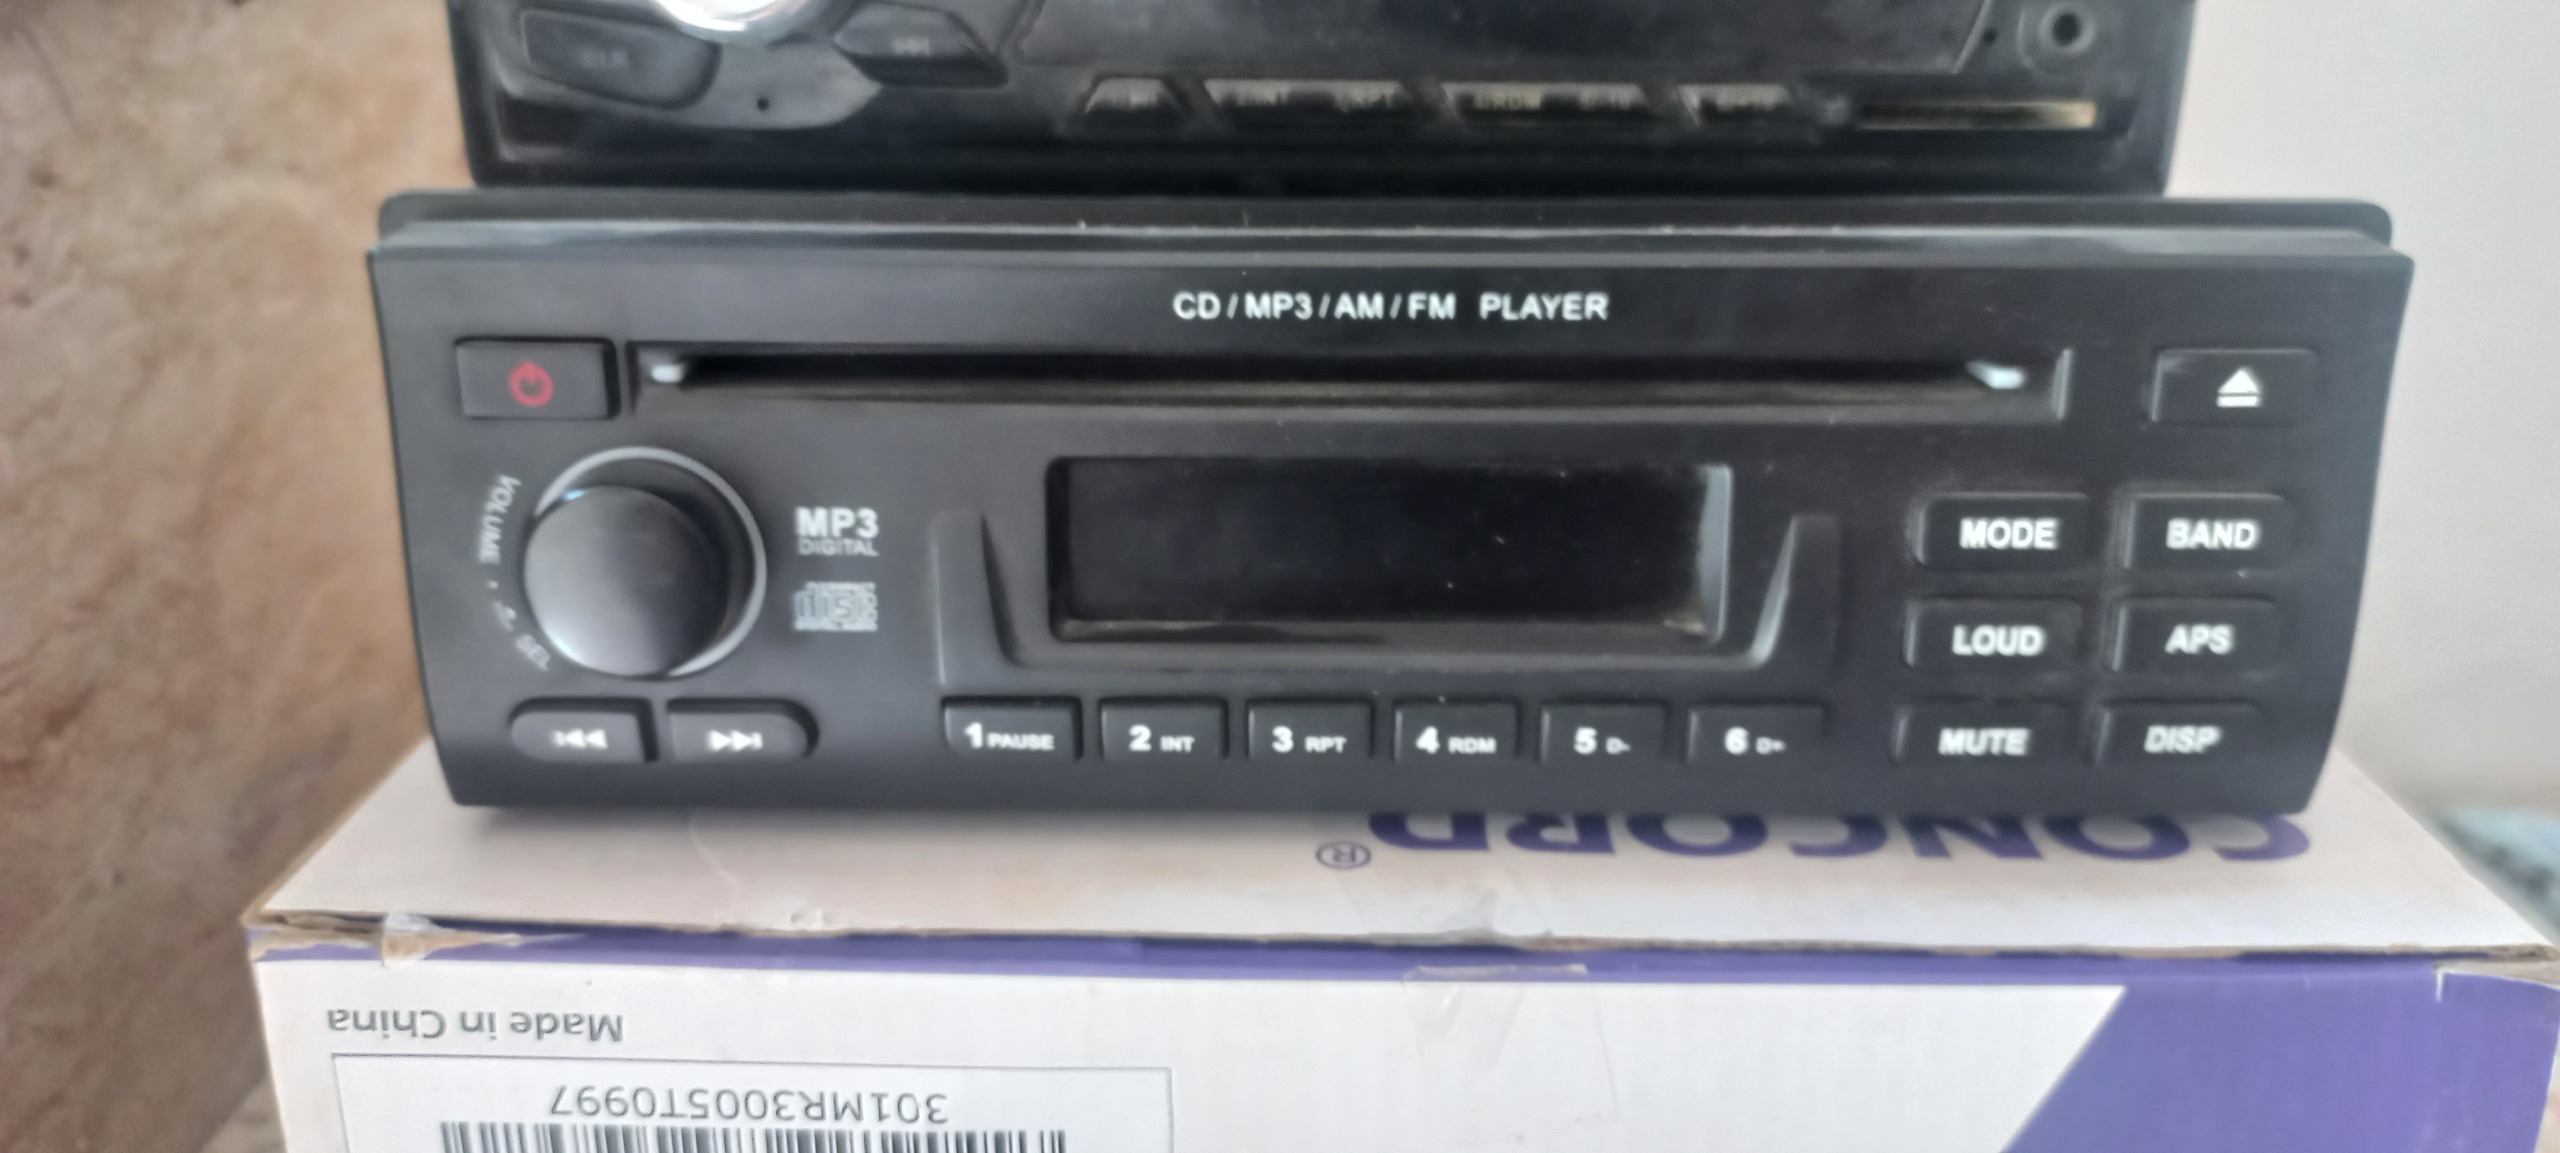 CD/MP3/AM/FM PLAYER
VOLUME SEL
MP3
DIGITAL
MODE BAND
LOUD APS
1 PAUSE 2 INT 3 RPT 4 RDM 5 D- 6 D+ MUTE DISP
CONCORD®
Made in China
301MR3005T0997